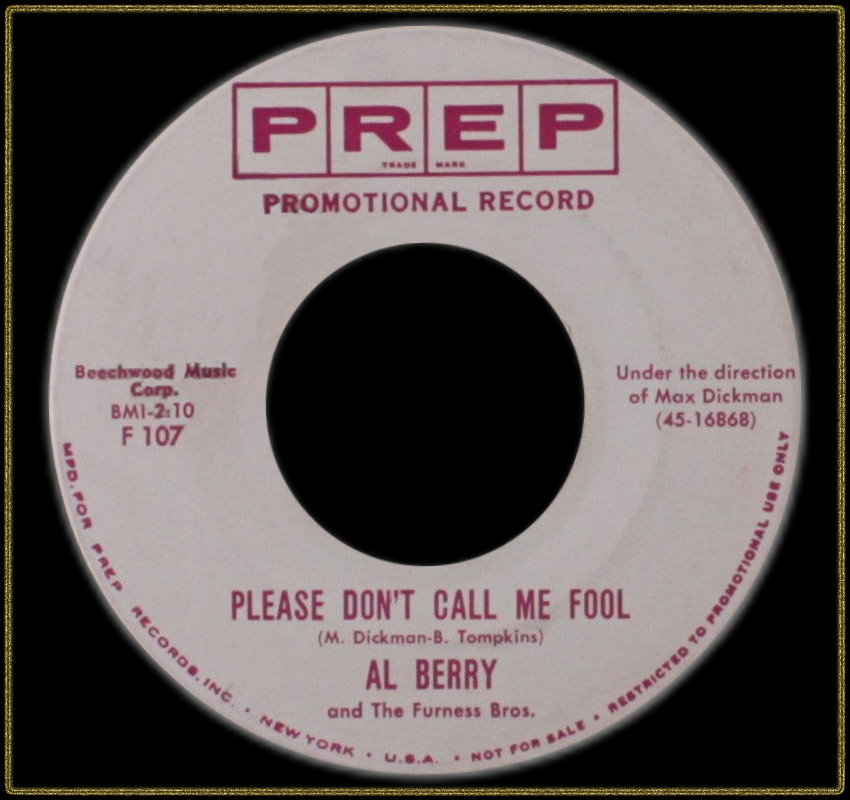 PREP
TRADE MARK
PROMOTIONAL RECORD
Beechwood Music
Corp.
BMI-2:10
F 107
Under the direction
of Max Dickman
(45-16868)
PLEASE DON'T CALL ME FOOL
(M. Dickman-B. Tompkins)
AL BERRY
and The Furness Bros.
MFD. FOR PREP RECORDS, INC. • NEW YORK • U.S.A. • NOT FOR SALE • RESTRICTED TO PROMOTIONAL USE ONLY